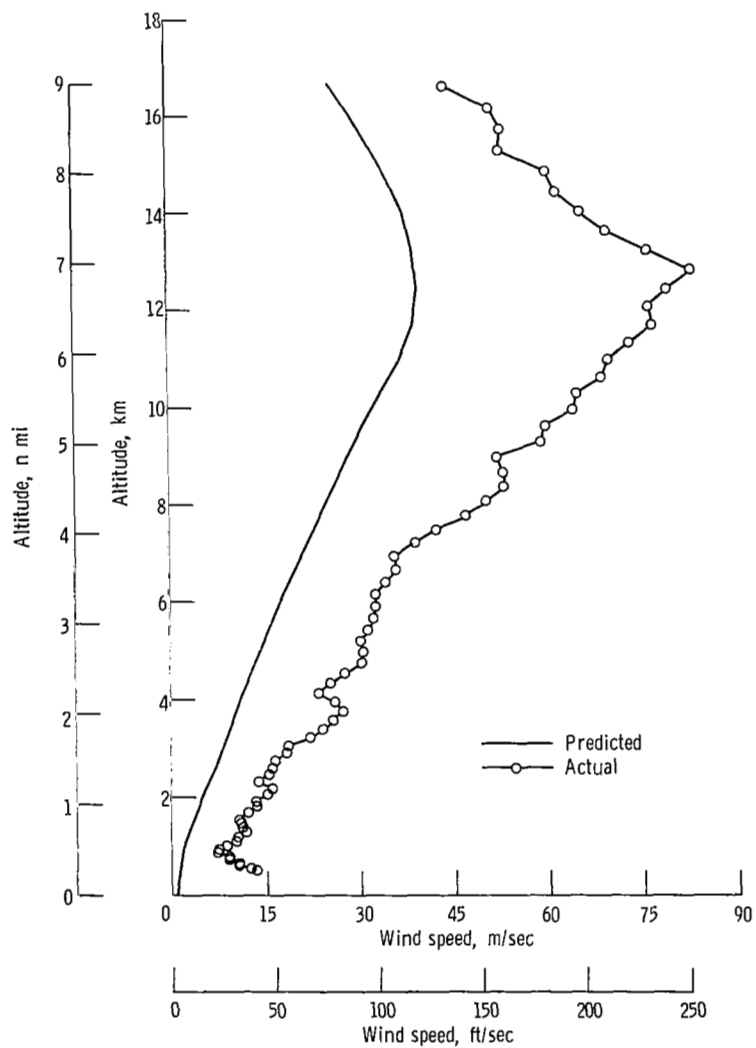 18
16
14
12
10
8
6
4
2
0
Altitude, km
9
8
7
6
5
4
3
2
1
0
Altitude, n mi
Predicted
Actual
0 15 30 45 60 75 90
Wind speed, m/sec
0 50 100 150 200 250
Wind speed, ft/sec